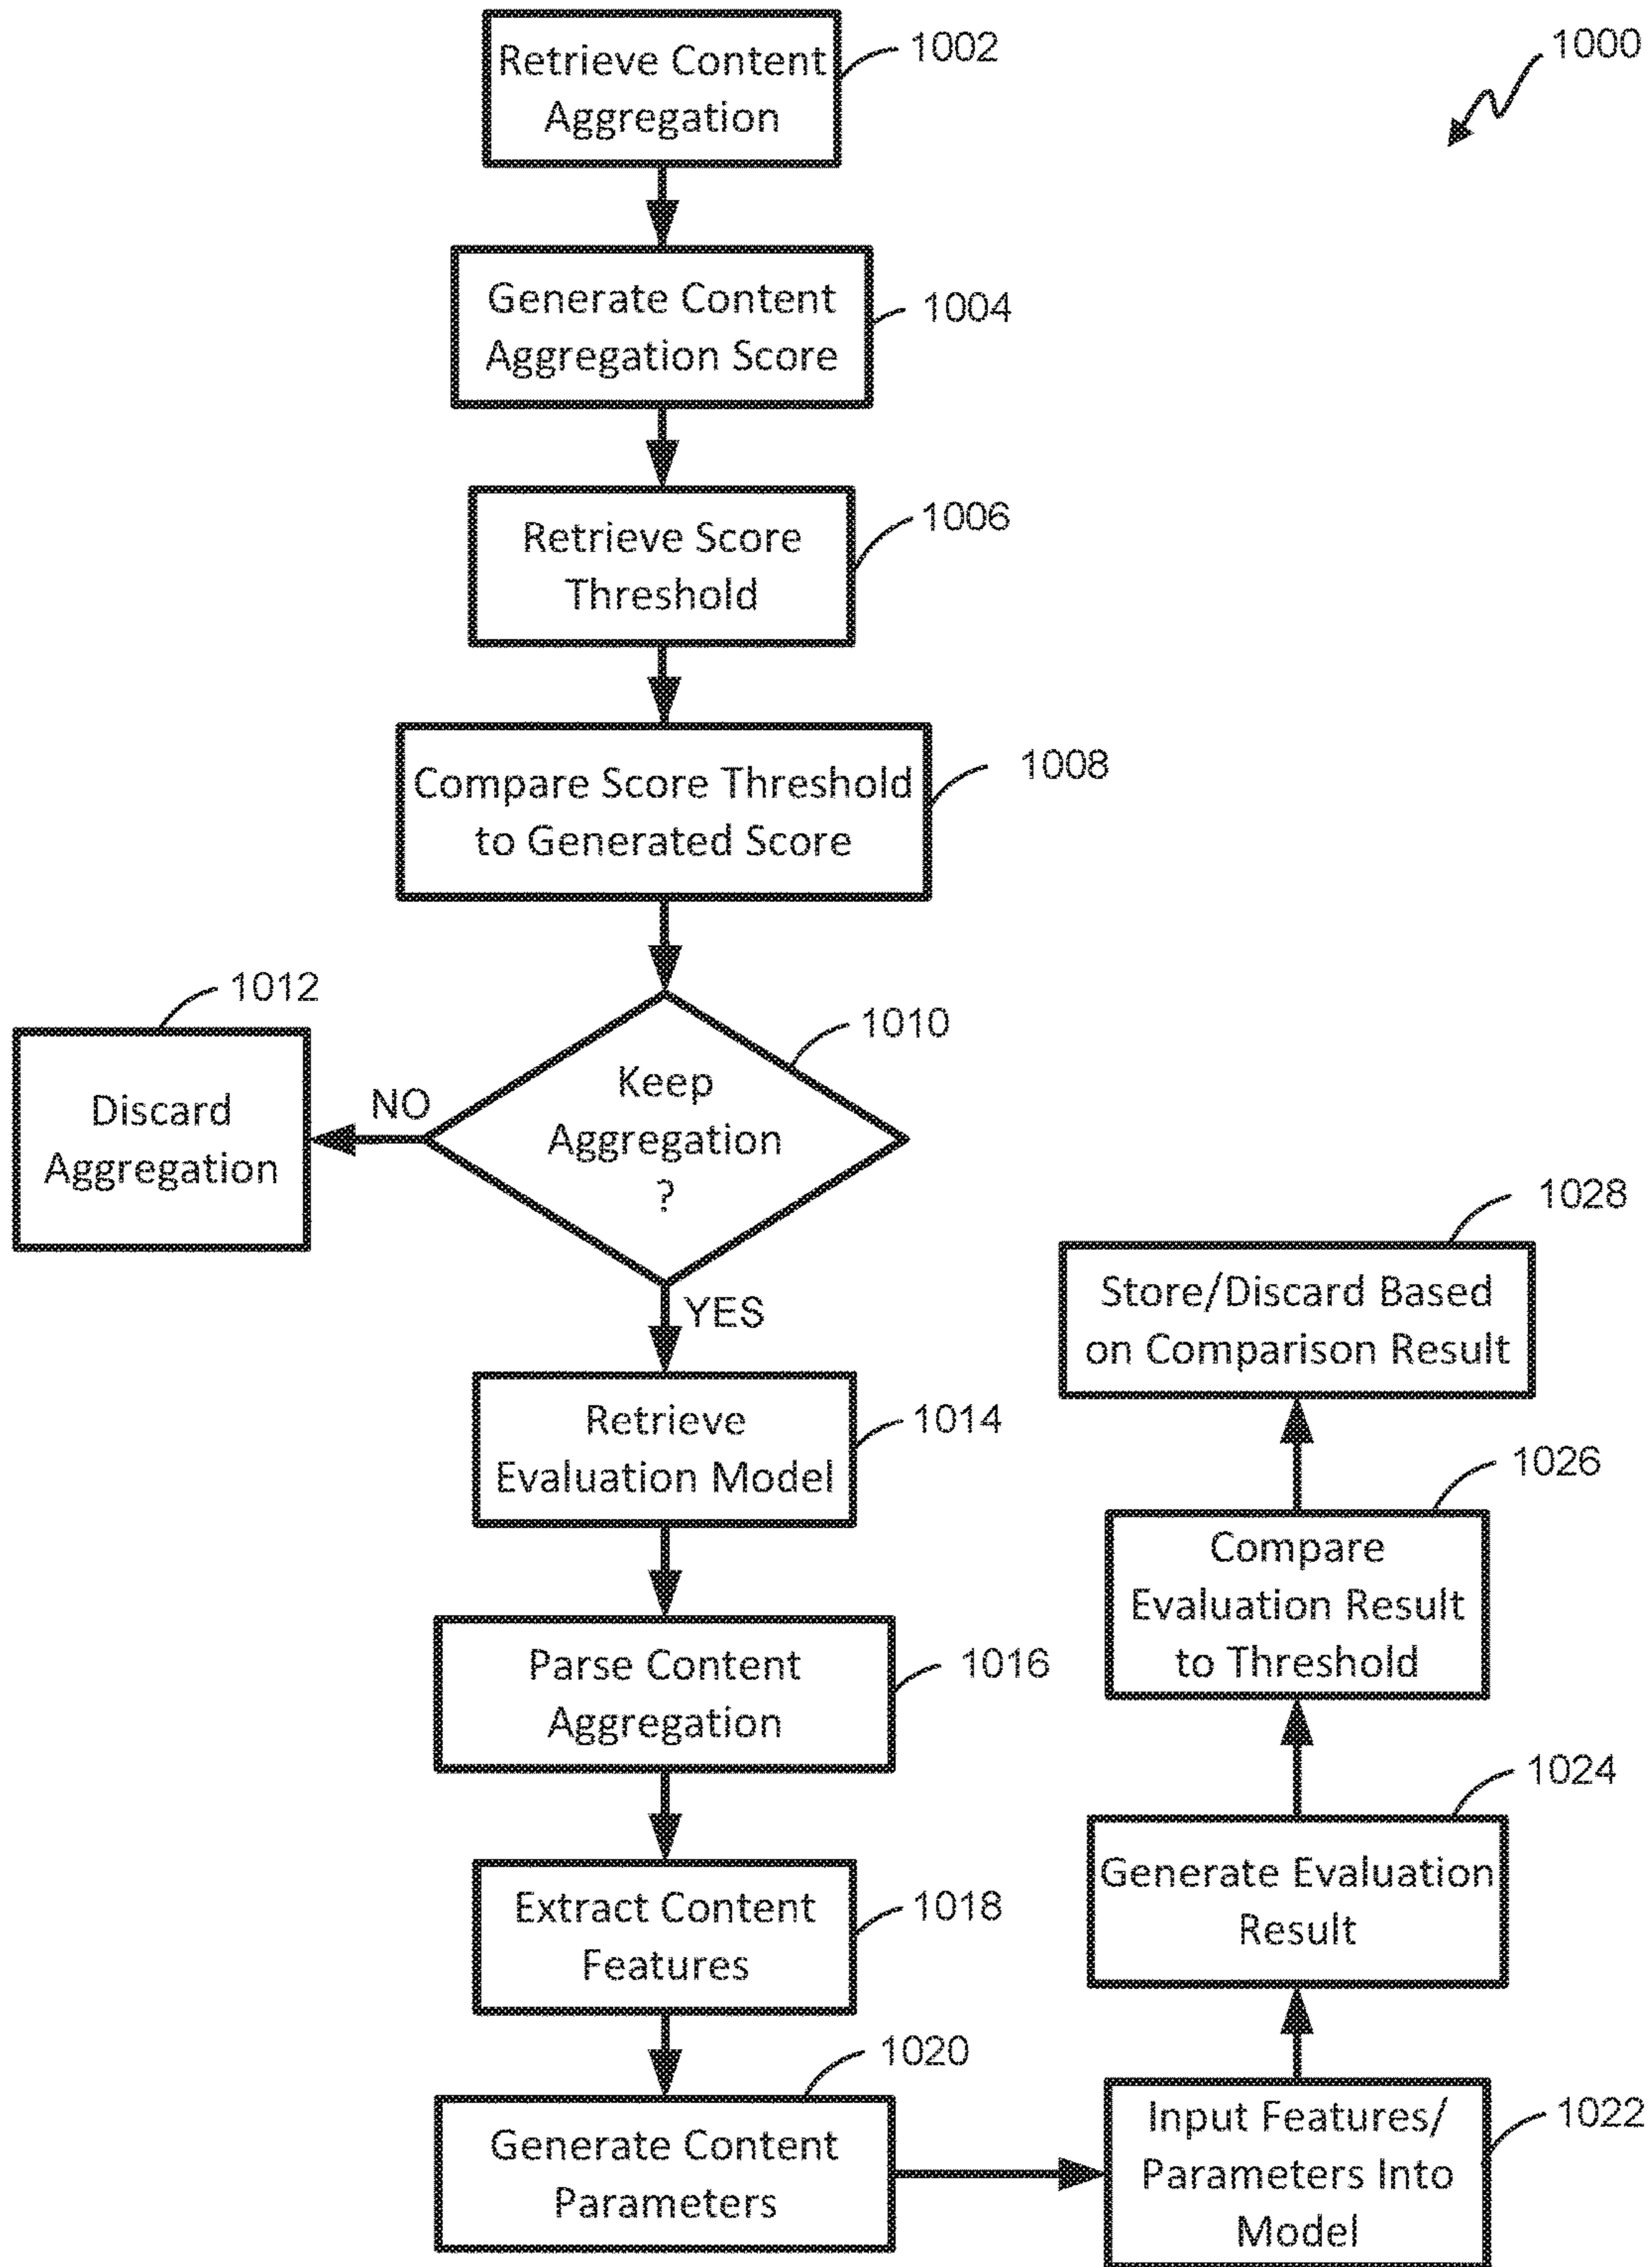 Retrieve Content
Aggregation
1002
1000
Generate Content
Aggregation Score
1004
Retrieve Score
Threshold
1006
Compare Score Threshold
to Generated Score
1008
Keep
Aggregation
?
1010
NO
Discard
Aggregation
1012
YES
Retrieve
Evaluation Model
1014
Parse Content
Aggregation
1016
Extract Content
Features
1018
Generate Content
Parameters
1020
Input Features/
Parameters Into
Model
1022
Generate Evaluation
Result
1024
Compare
Evaluation Result
to Threshold
1026
Store/Discard Based
on Comparison Result
1028